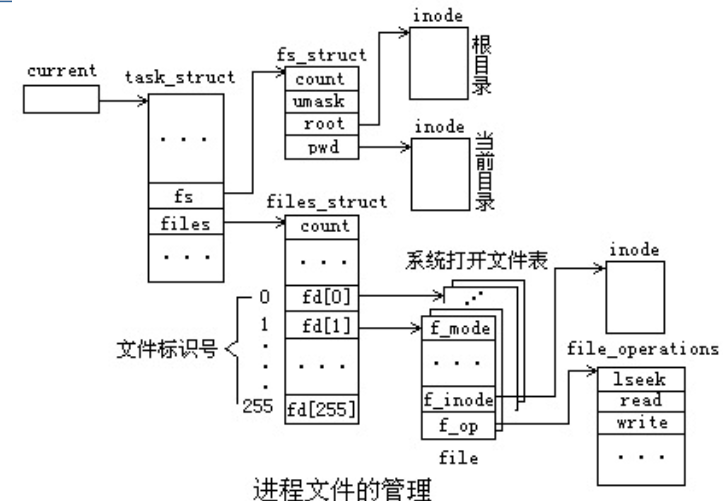 inode
根目录
current
task_struct
fs_struct
count
umask
root
pwd
inode
当前目录
. . .
fs
files
. . .
files_struct
count
. . .
系统打开文件表
inode
0
fd[0]
1
fd[1]
f_mode
文件标识号
. . .
. . .
file_operations
lseek
255
fd[255]
f_inode
read
f_op
write
. . .
file
进程文件的管理